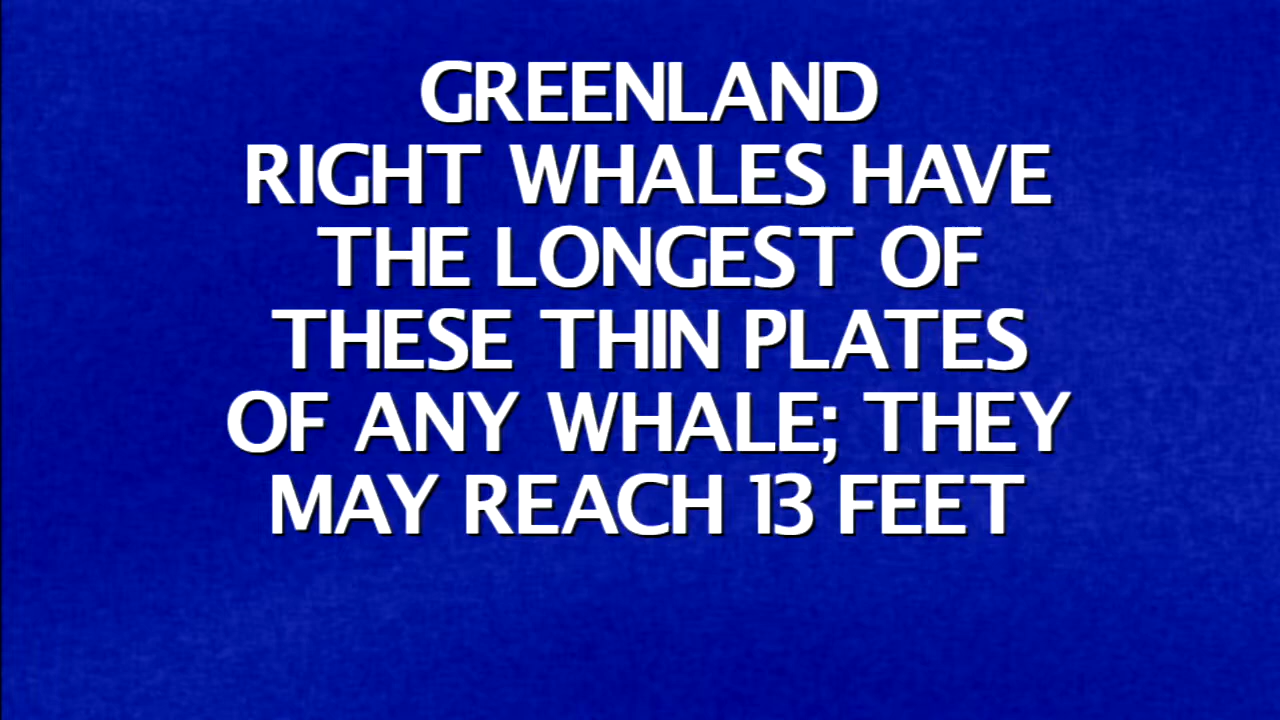 GREENLAND
RIGHT WHALES HAVE
THE LONGEST OF
THESE THIN PLATES
OF ANY WHALE; THEY
MAY REACH 13 FEET